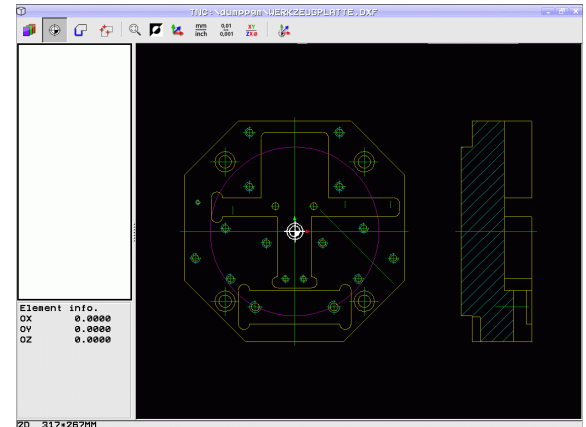 TNC:\dumppgm\WERKZEUGPLATTE.DXF
mm
inch
0,01
0,001
XY
ZXØ
Element info.
OX 0.0000
OY 0.0000
OZ 0.0000
2D 317*267MM